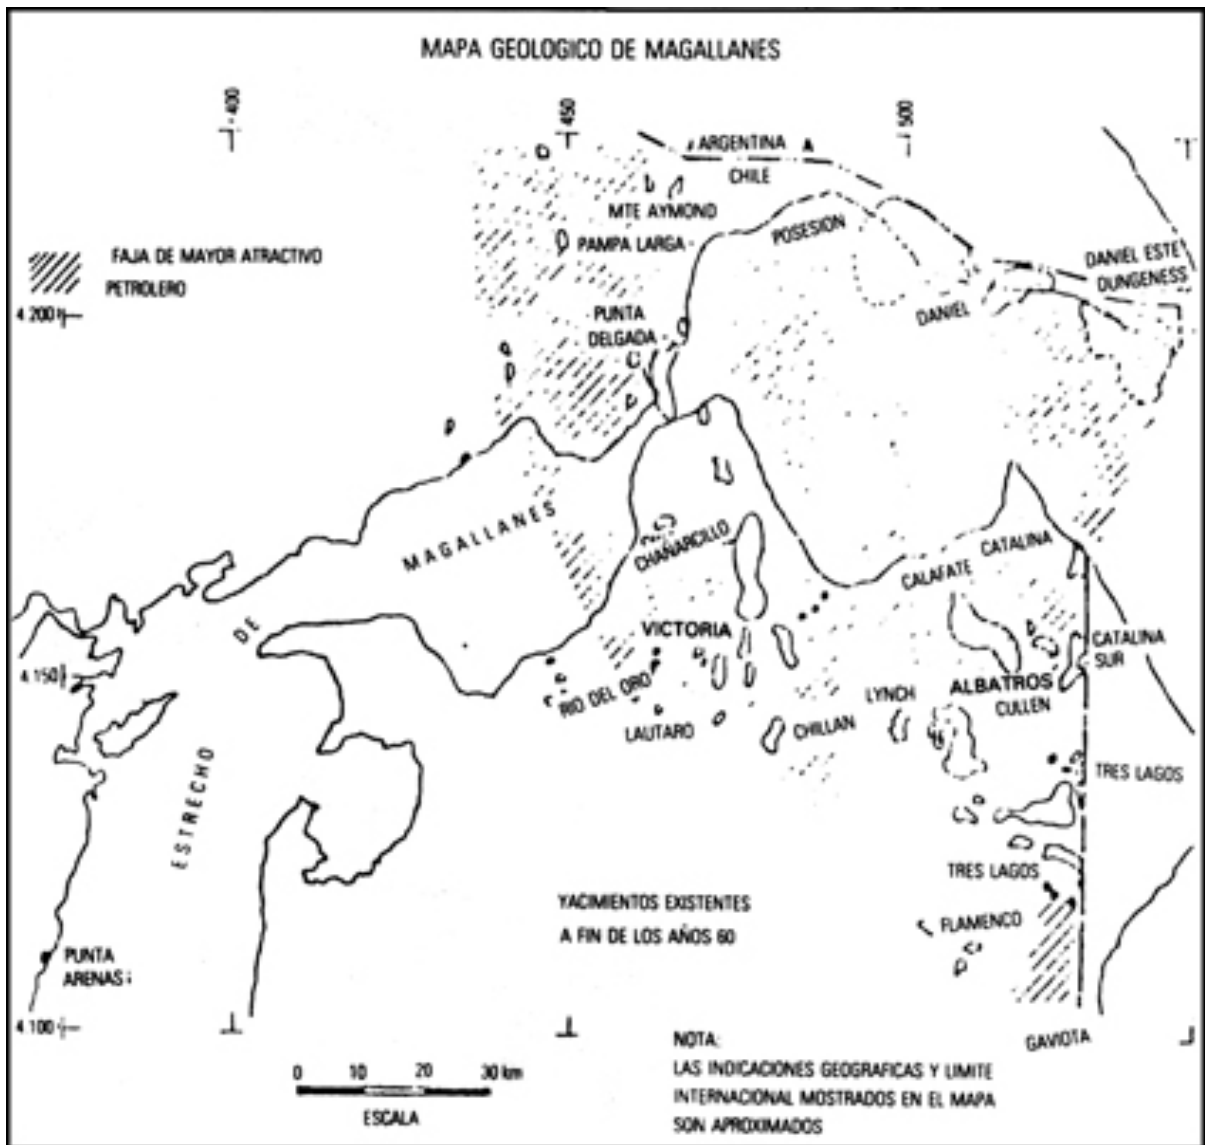 MAPA GEOLOGICO DE MAGALLANES
400
450
500
ARGENTINA
CHILE
MTE AYMOND
POSESION
PAMPA LARGA
FAJA DE MAYOR ATRACTIVO
PETROLERO
DANIEL ESTE
DUNGENESS
4.200
PUNTA
DELGADA
DANIEL
MAGALLANES
CHAÑARCILLO
CATALINA
CALAFATE
DE
VICTORIA
CATALINA
SUR
4.150
RIO DEL ORO
LYNCH
ALBATROS
CULLEN
LAUTARO
CHILLAN
TRES LAGOS
ESTRECHO
TRES LAGOS
YACIMIENTOS EXISTENTES
A FIN DE LOS AÑOS 60
FLAMENCO
PUNTA
ARENAS
4.100
GAVIOTA
NOTA:
LAS INDICACIONES GEOGRAFICAS Y LIMITE
INTERNACIONAL MOSTRADOS EN EL MAPA
SON APROXIMADOS
0 10 20 30 km
ESCALA